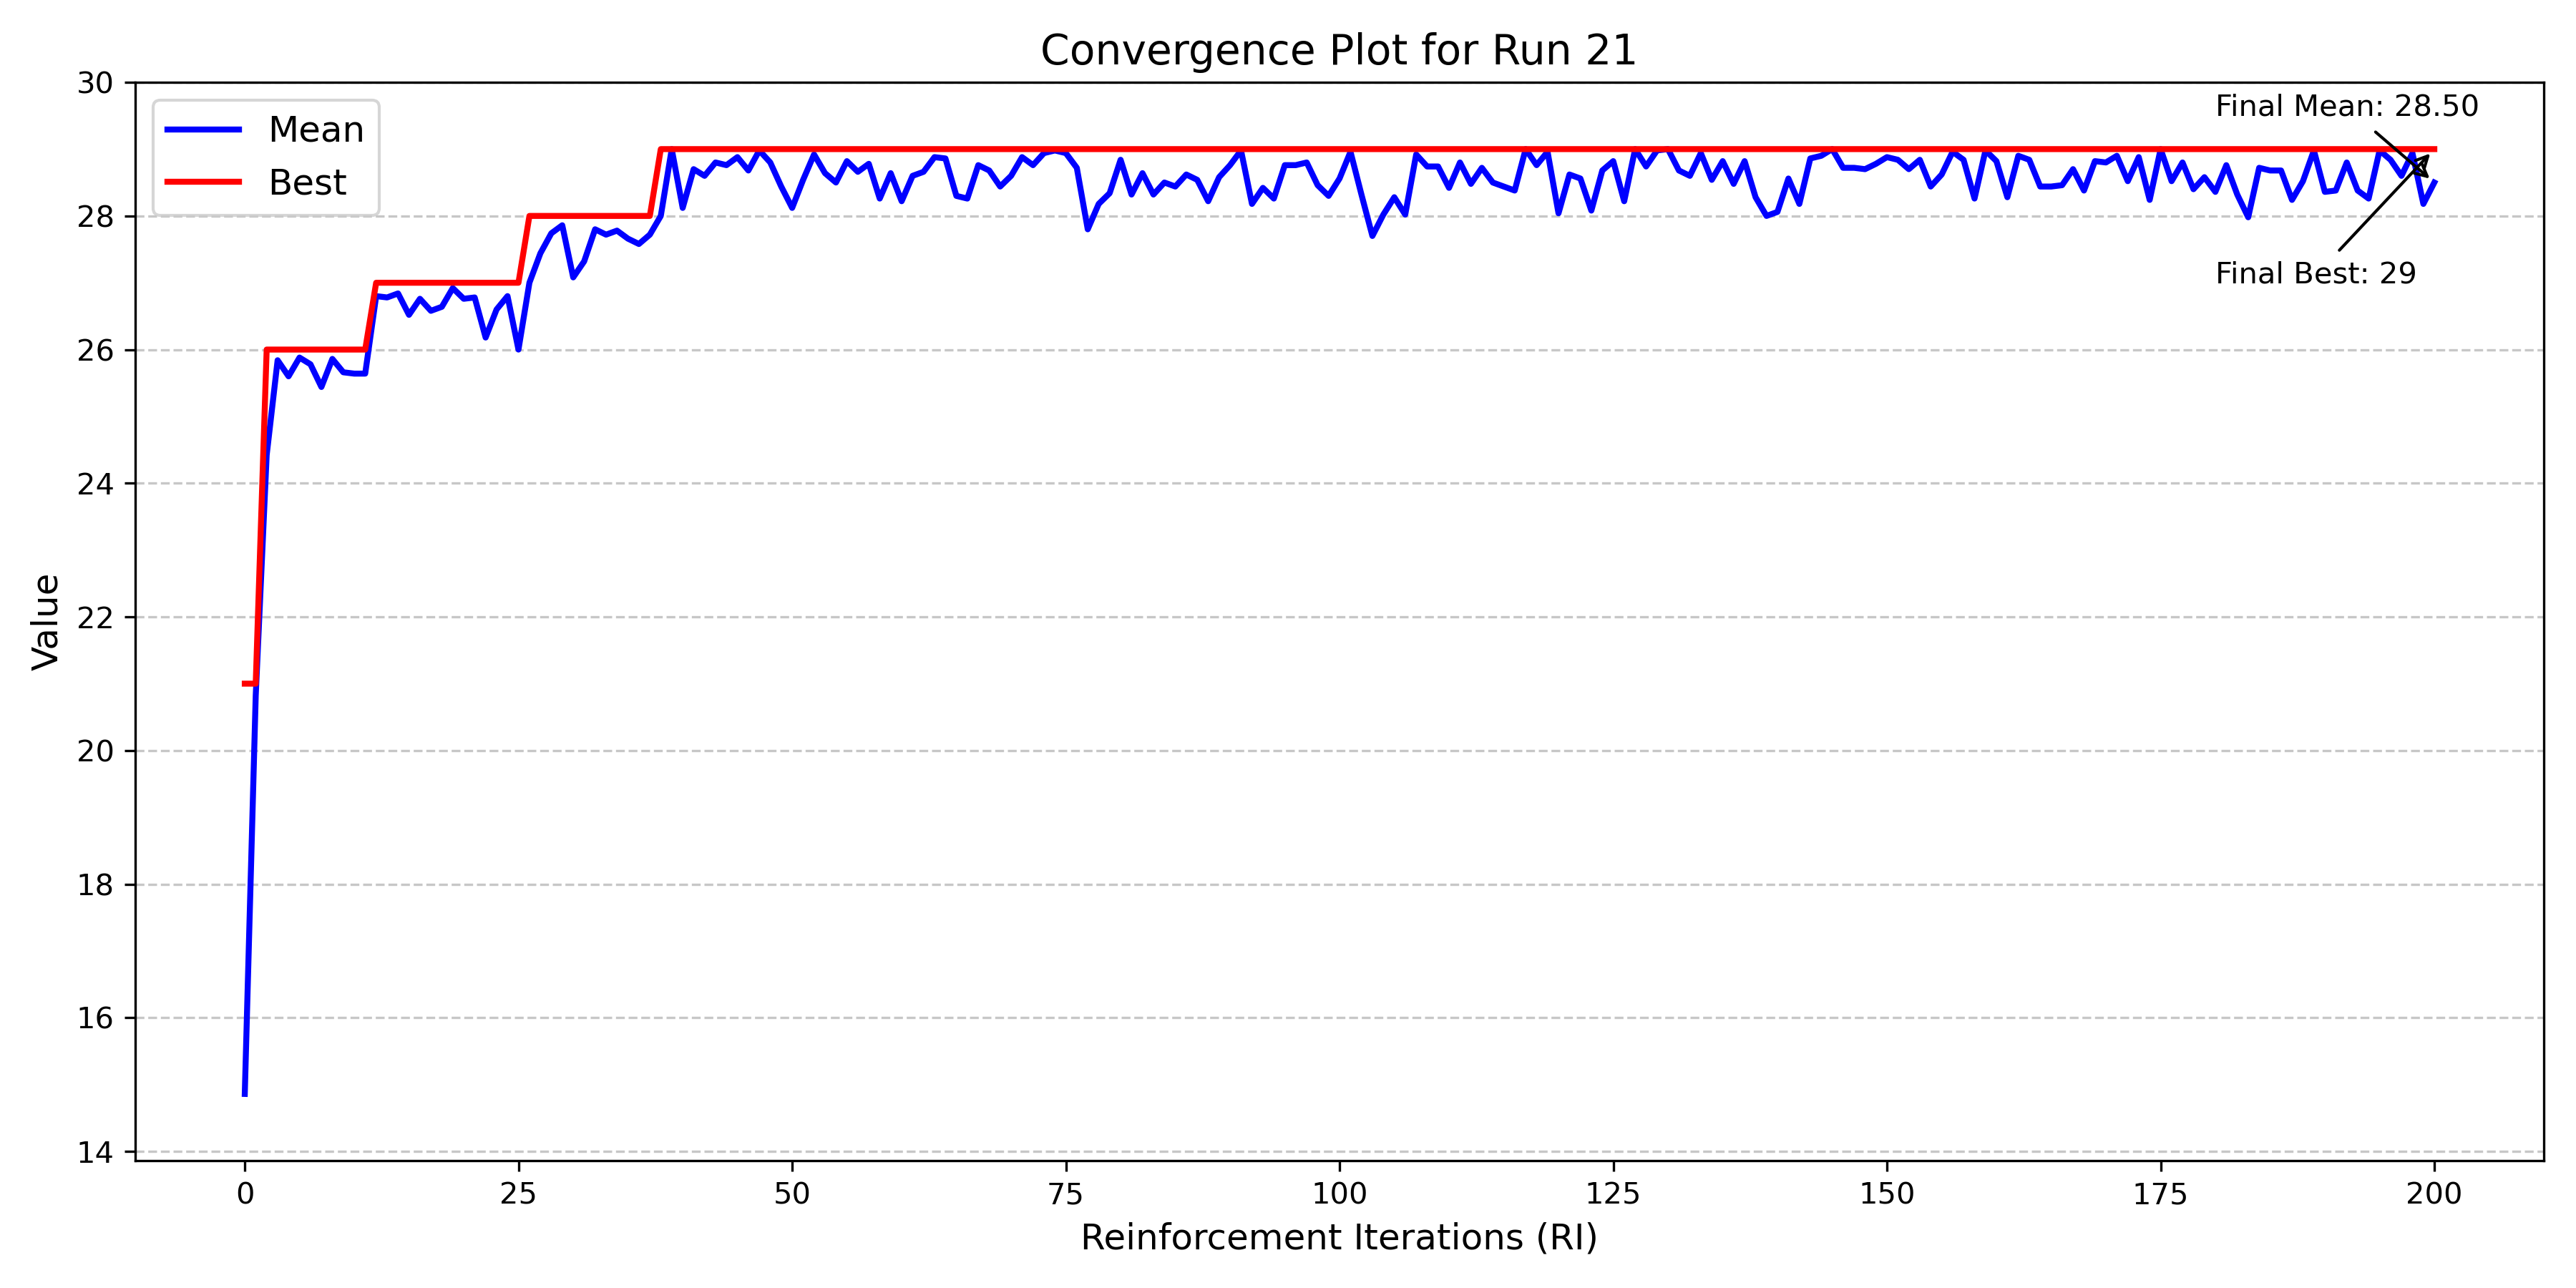 Convergence Plot for Run 21
Mean
Best
Final Mean: 28.50
Final Best: 29
Value
30
28
26
24
22
20
18
16
14
0 25 50 75 100 125 150 175 200
Reinforcement Iterations (RI)